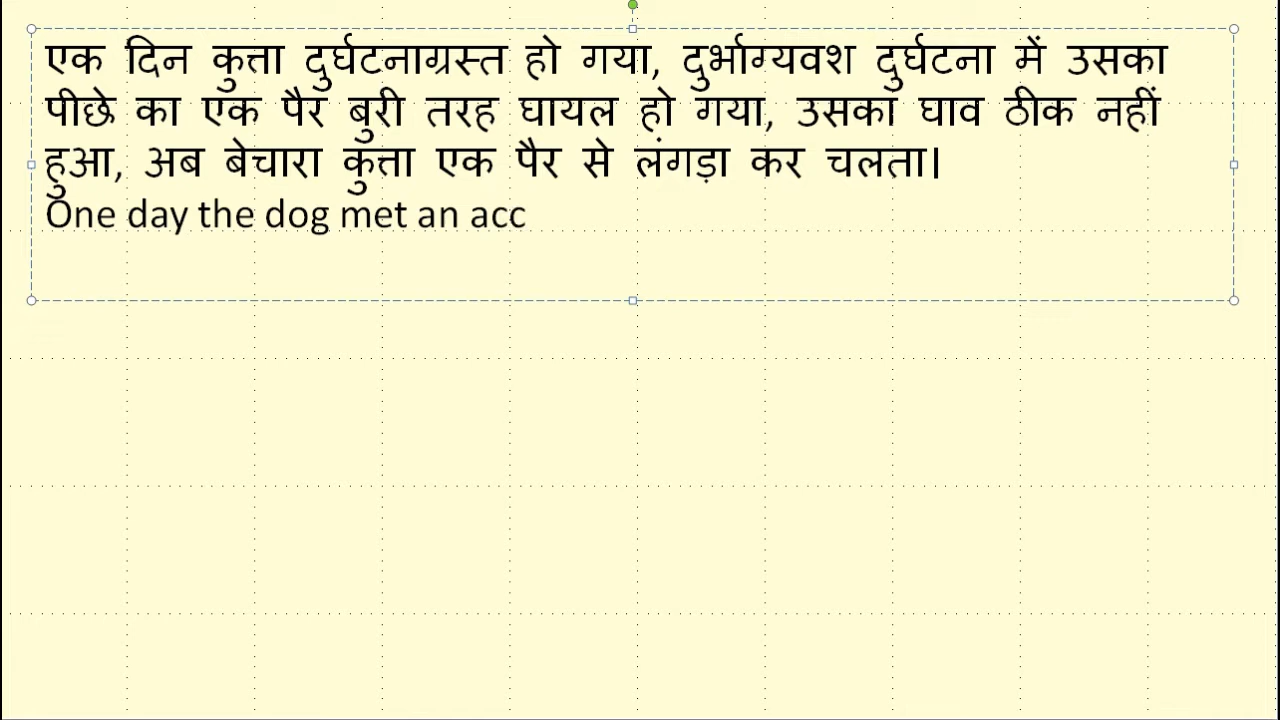 एक दिन कुत्ता दुर्घटनाग्रस्त हो गया, दुर्भाग्यवश दुर्घटना में उसका
पीछे का एक पैर बुरी तरह घायल हो गया, उसका घाव ठीक नहीं
हुआ, अब बेचारा कुत्ता एक पैर से लंगड़ा कर चलता।
One day the dog met an acc